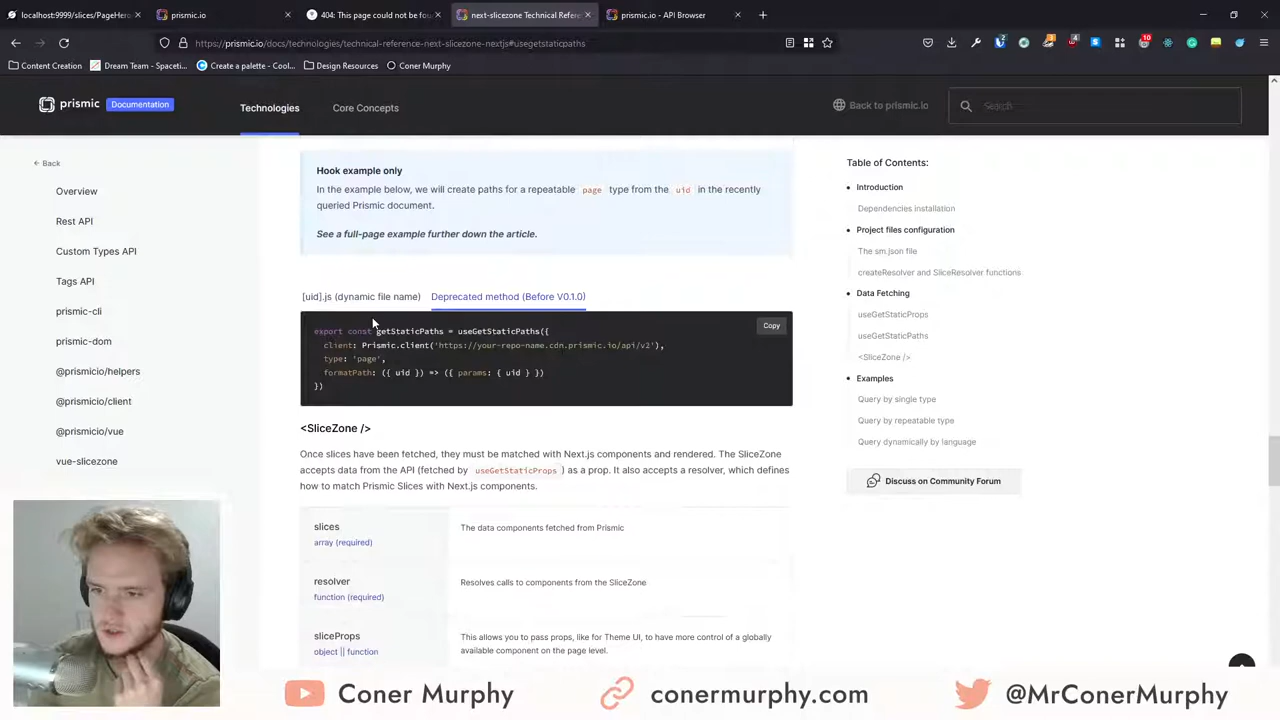 localhost:9999/slices/PageHero
prismic.io
404: This page could not be fou
next-slicezone Technical Refere
prismic.io - API Browser
https://prismic.io/docs/technologies/technical-reference-next-slicezone-nextjs#usegetstaticpaths
Content Creation
Dream Team - Spaceti...
Create a palette - Cool...
Design Resources
Coner Murphy
prismic Documentation
Technologies
Core Concepts
Back to prismic.io
Search
Back
Overview
Rest API
Custom Types API
Tags API
prismic-cli
prismic-dom
@prismicio/helpers
@prismicio/client
@prismicio/vue
vue-slicezone
Hook example only
In the example below, we will create paths for a repeatable page type from the uid in the recently
queried Prismic document.
See a full-page example further down the article.
[uid].js (dynamic file name)
Deprecated method (Before V0.1.0)
Copy
export const getStaticPaths = useGetStaticPaths({
client: Prismic.client('https://your-repo-name.cdn.prismic.io/api/v2'),
type: 'page',
formatPath: ({ uid }) => ({ params: { uid } })
})
<SliceZone />
Once slices have been fetched, they must be matched with Next.js components and rendered. The SliceZone
accepts data from the API (fetched by useGetStaticProps ) as a prop. It also accepts a resolver, which defines
how to match Prismic Slices with Next.js components.
slices
array (required)
The data components fetched from Prismic
resolver
function (required)
Resolves calls to components from the SliceZone
sliceProps
object || function
This allows you to pass props, like for Theme UI, to have more control of a globally
available component on the page level.
Table of Contents:
Introduction
Dependencies installation
Project files configuration
The sm.json file
createResolver and SliceResolver functions
Data Fetching
useGetStaticProps
useGetStaticPaths
<SliceZone />
Examples
Query by single type
Query by repeatable type
Query dynamically by language
Discuss on Community Forum
Coner Murphy
conermurphy.com
@MrConerMurphy